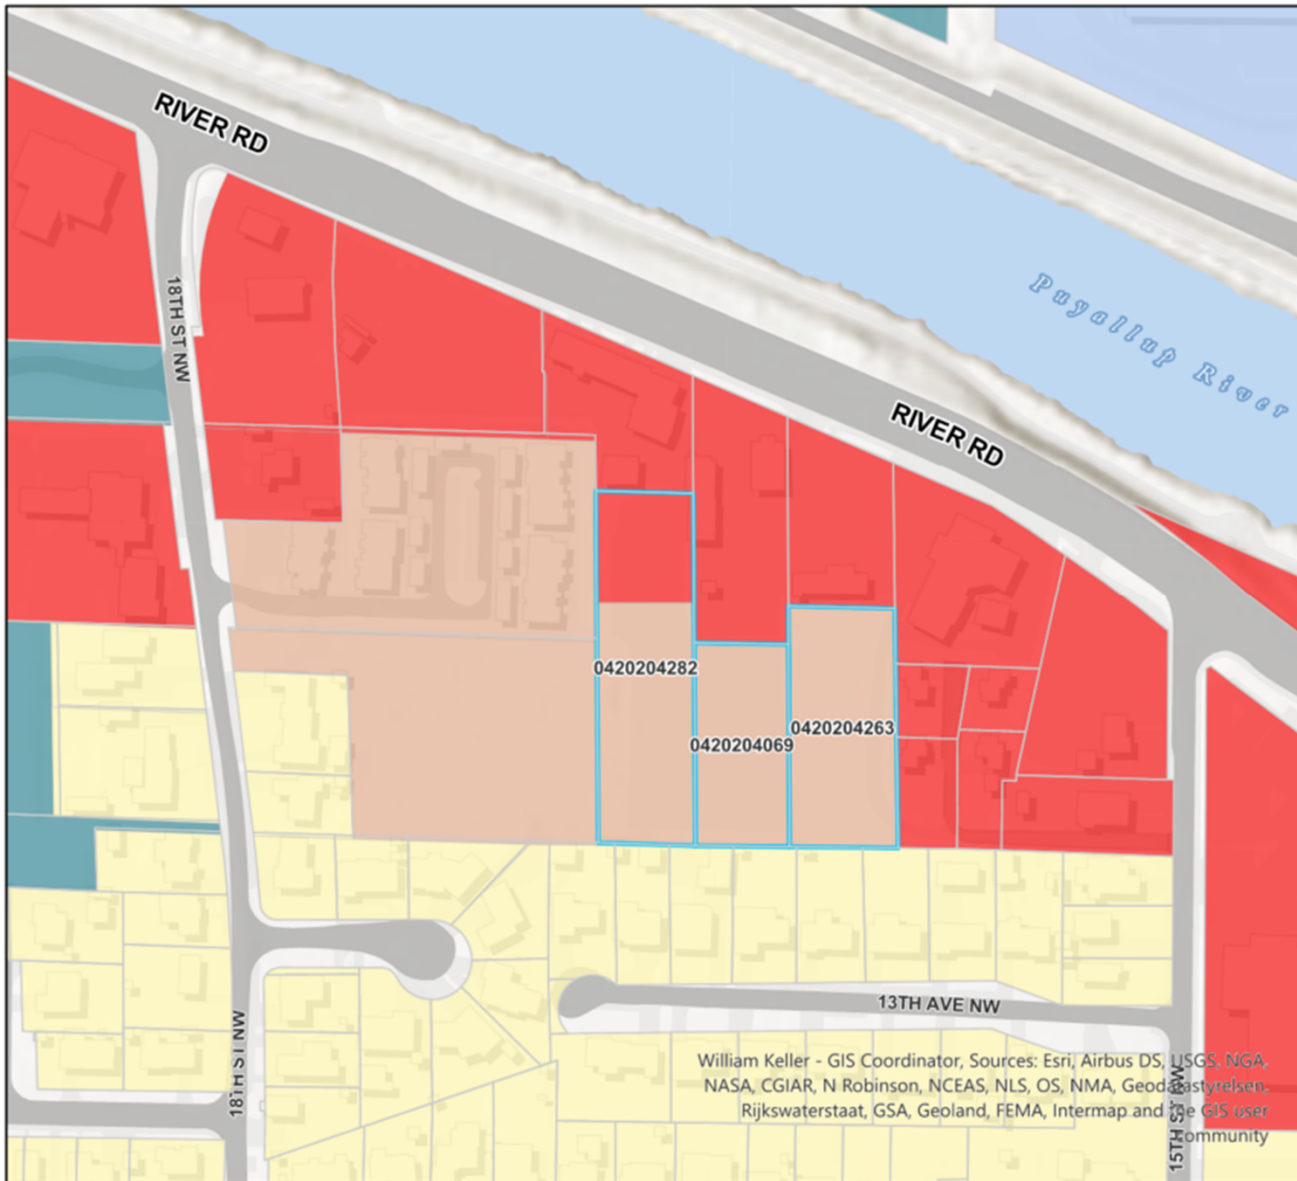 RIVER RD
18TH ST NW
Puyallup River
RIVER RD
0420204282
0420204263
0420204069
13TH AVE NW
18TH ST NW
15TH ST NW
William Keller - GIS Coordinator, Sources: Esri, Airbus DS, USGS, NGA,
NASA, CGIAR, N Robinson, NCEAS, NLS, OS, NMA, Geodatastyrelsen,
Rijkswaterstaat, GSA, Geoland, FEMA, Intermap and the GIS user
community